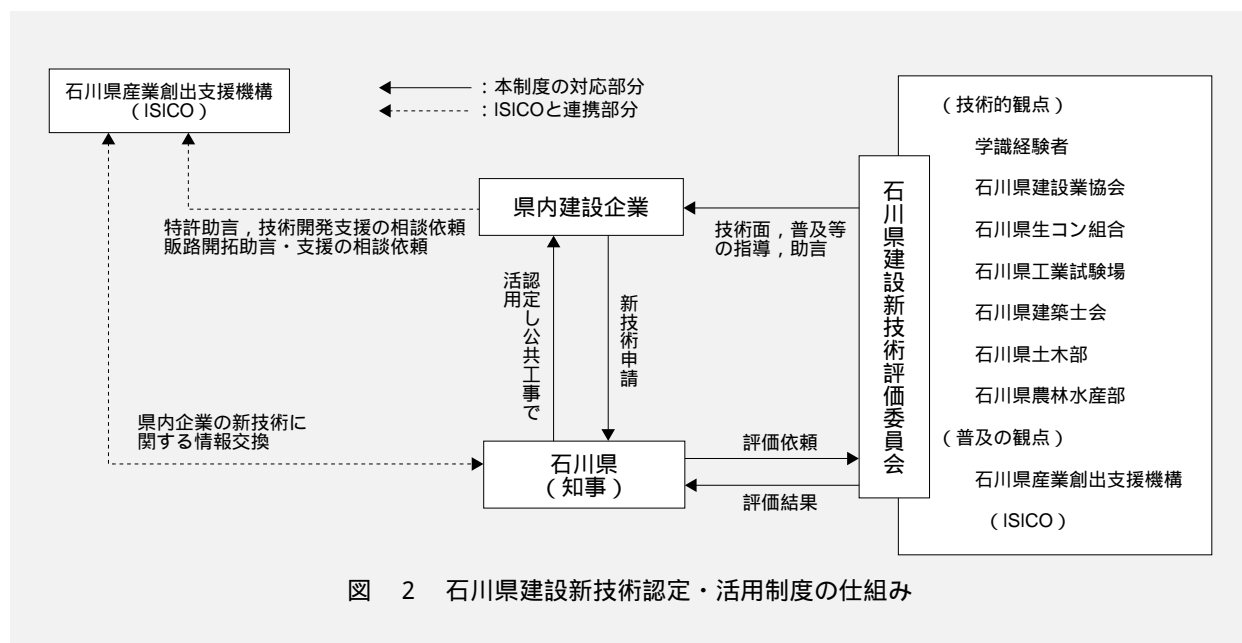 石川県産業創出支援機構
（ISICO）
：本制度の対応部分
：ISICOと連携部分
県内建設企業
特許助言，技術開発支援の相談依頼
販路開拓助言・支援の相談依頼
技術面，普及等
の指導，助言
認定し公共工事で
活用
新技術申請
県内企業の新技術に
関する情報交換
石川県
（知事）
評価依頼
評価結果
石川県建設新技術評価委員会
（技術的観点）
学識経験者
石川県建設業協会
石川県生コン組合
石川県工業試験場
石川県建築士会
石川県土木部
石川県農林水産部
（普及の観点）
石川県産業創出支援機構
（ISICO）
図　2　石川県建設新技術認定・活用制度の仕組み